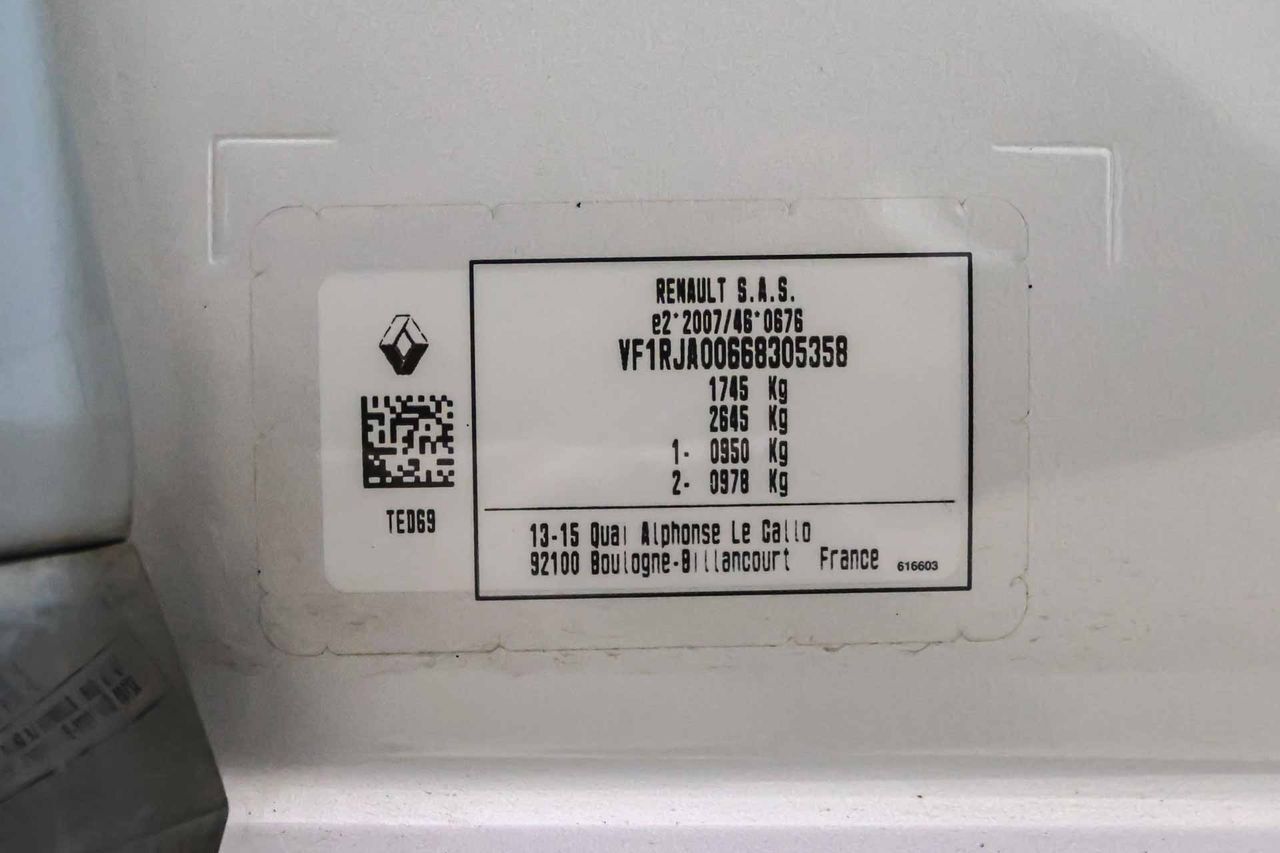 RENAULT S.A.S.
e2*2007/46*0676
VF1RJA00668305358
1745 Kg
2645 Kg
1- 0950 Kg
2- 0978 Kg
TED69
13-15 Quai Alphonse Le Gallo
92100 Boulogne-Billancourt France 616603